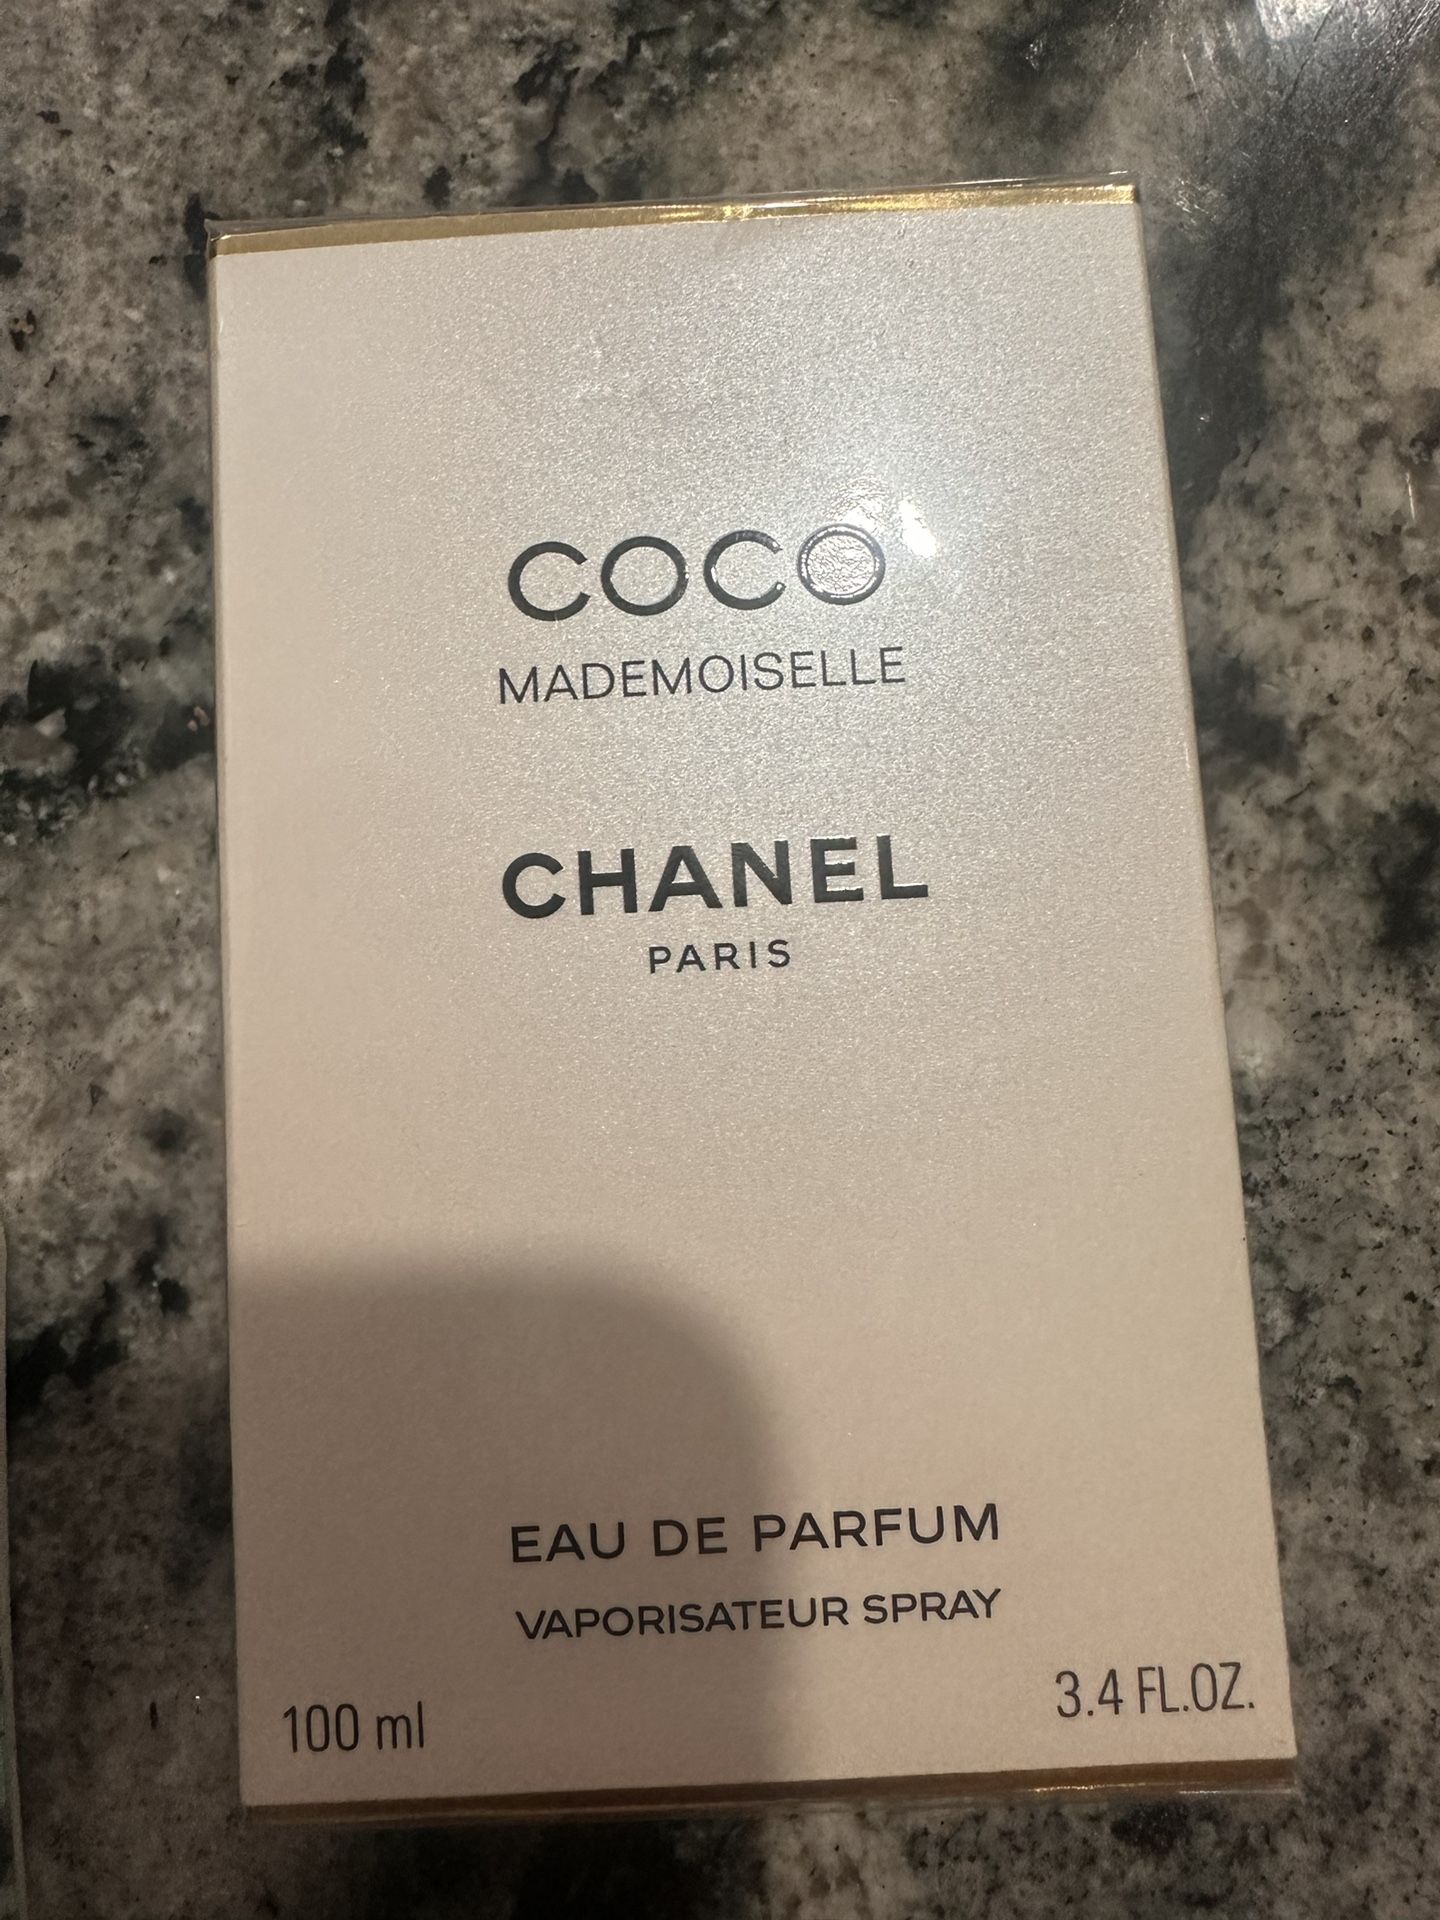 COCO
MADEMOISELLE
CHANEL
PARIS
EAU DE PARFUM
VAPORISATEUR SPRAY
100 ml
3.4 FL.OZ.